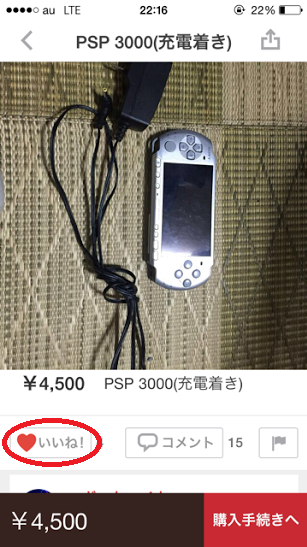 au LTE 22:16 22%
PSP 3000(充電着き)
¥4,500 PSP 3000(充電着き)
いいね! コメント 15
¥4,500 購入手続きへ